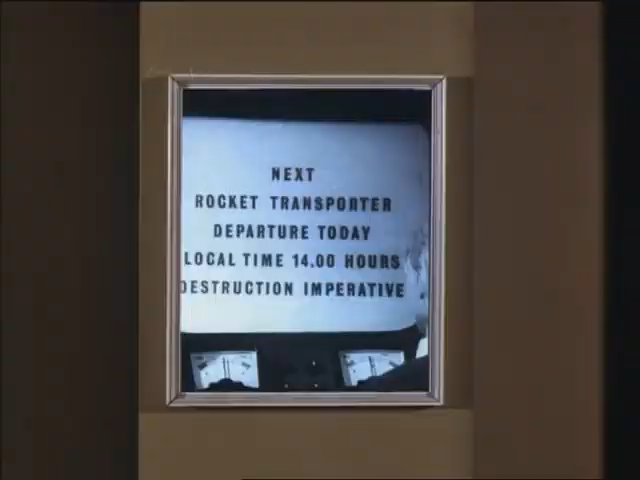 NEXT
ROCKET TRANSPORTER
DEPARTURE TODAY
LOCAL TIME 14.00 HOURS
DESTRUCTION IMPERATIVE